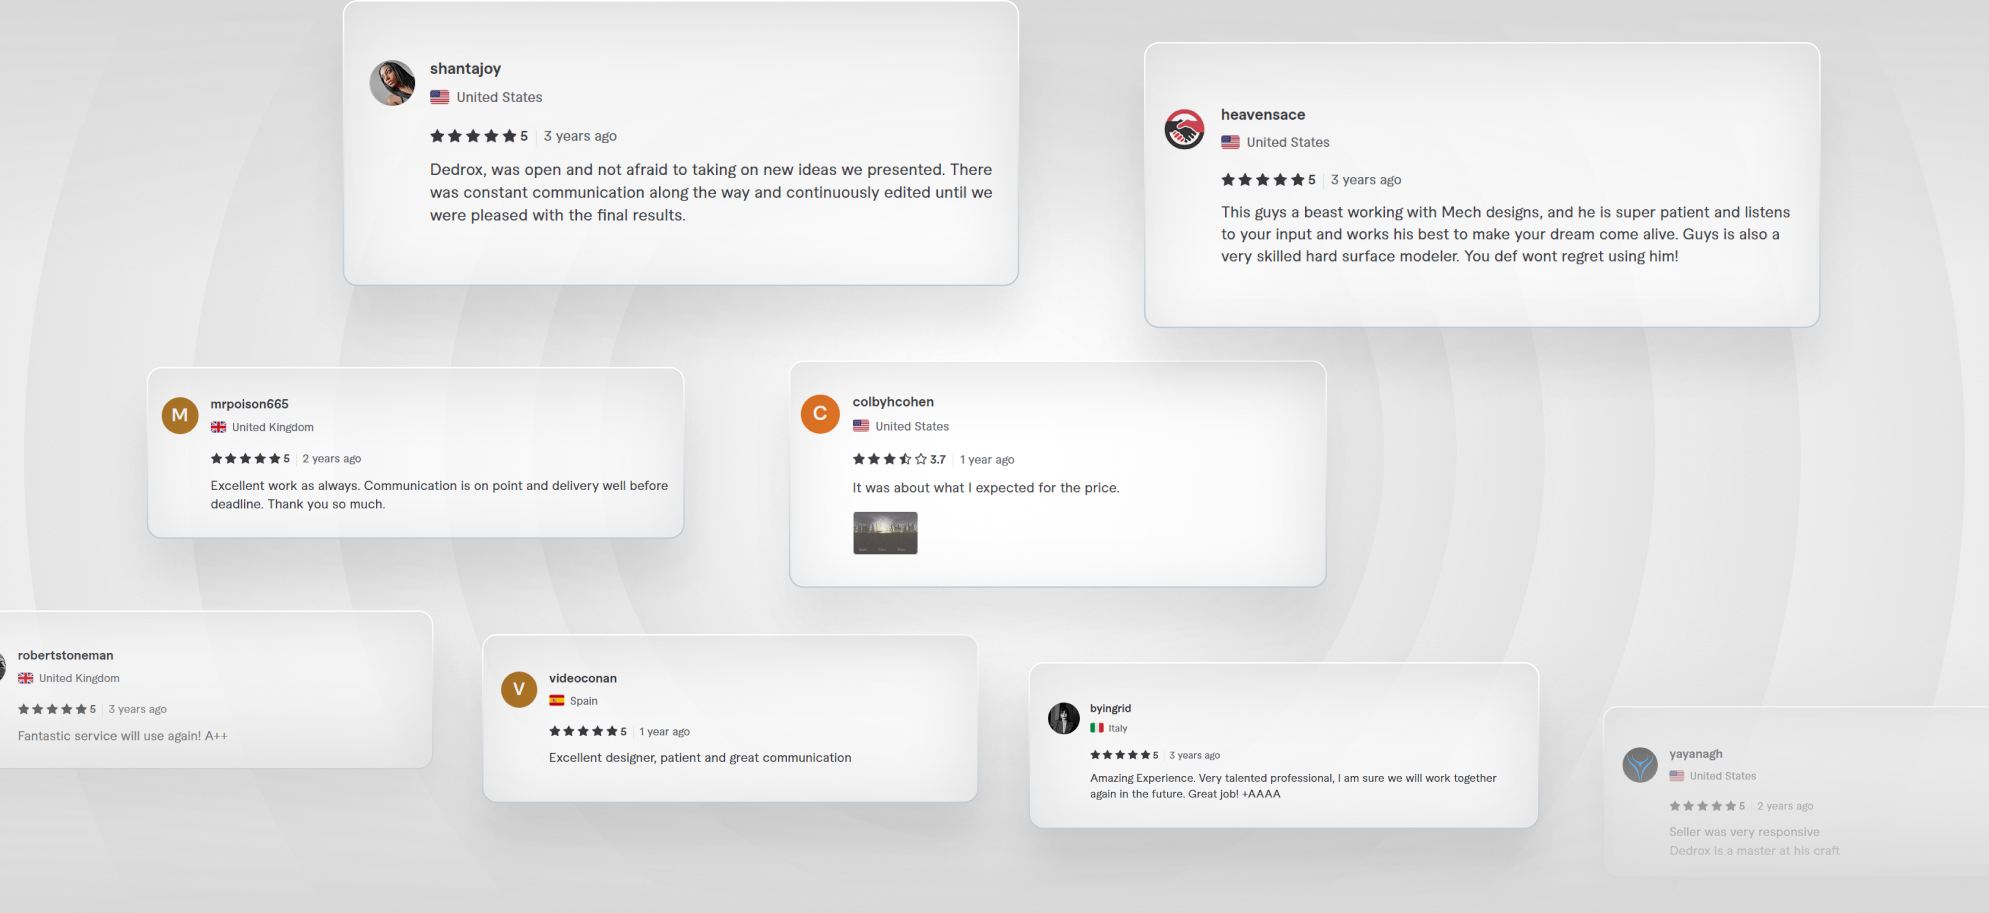 shantajoy
United States
5 3 years ago
Dedrox, was open and not afraid to taking on new ideas we presented. There
was constant communication along the way and continuously edited until we
were pleased with the final results.
heavensace
United States
5 3 years ago
This guys a beast working with Mech designs, and he is super patient and listens
to your input and works his best to make your dream come alive. Guys is also a
very skilled hard surface modeler. You def wont regret using him!
M
mrpoison665
United Kingdom
5 2 years ago
Excellent work as always. Communication is on point and delivery well before
deadline. Thank you so much.
C
colbyhcohen
United States
3.7 1 year ago
It was about what I expected for the price.
robertstoneman
United Kingdom
5 3 years ago
Fantastic service will use again! A++
V
videoconan
Spain
5 1 year ago
Excellent designer, patient and great communication
byingrid
Italy
5 3 years ago
Amazing Experience. Very talented professional, I am sure we will work together
again in the future. Great job! +AAAA
yayanagh
United States
5 2 years ago
Seller was very responsive
Dedrox is a master at his craft